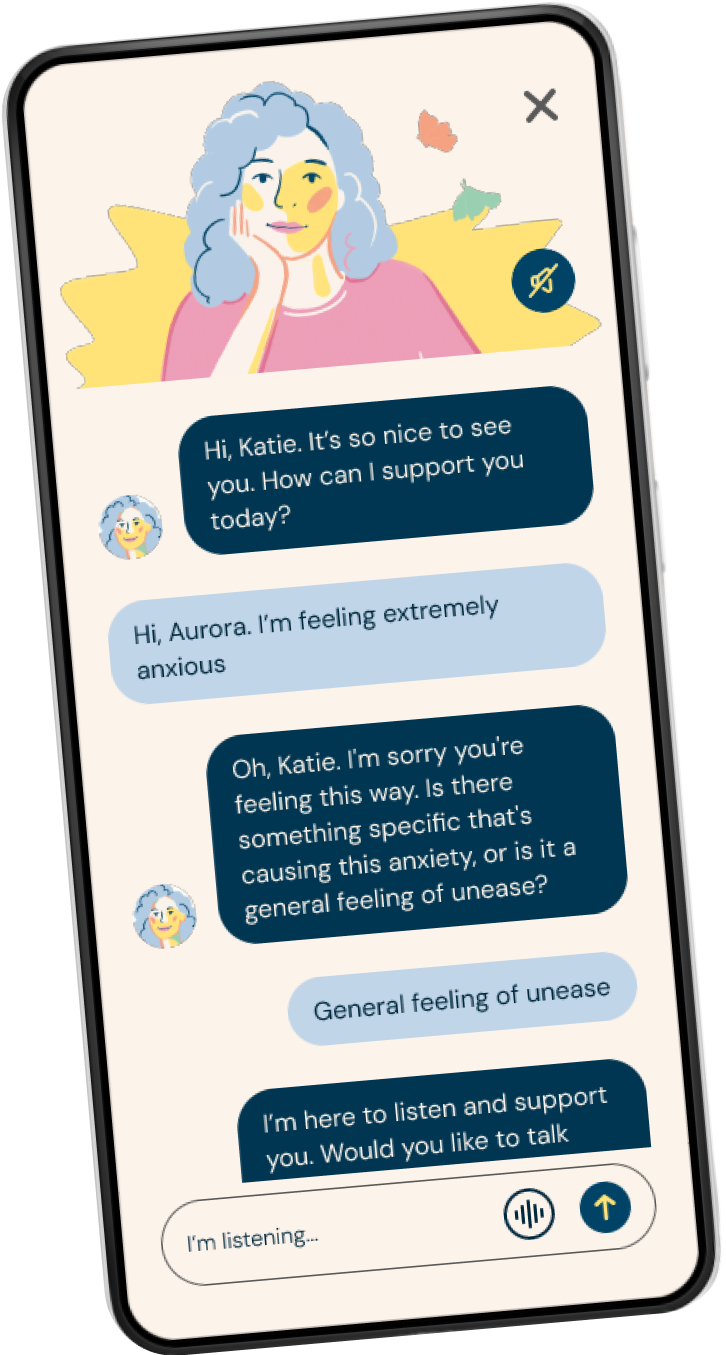 Hi, Katie. It’s so nice to see
you. How can I support you
today?
Hi, Aurora. I’m feeling extremely
anxious
Oh, Katie. I'm sorry you're
feeling this way. Is there
something specific that's
causing this anxiety, or is it a
general feeling of unease?
General feeling of unease
I’m here to listen and support
you. Would you like to talk
I’m listening...